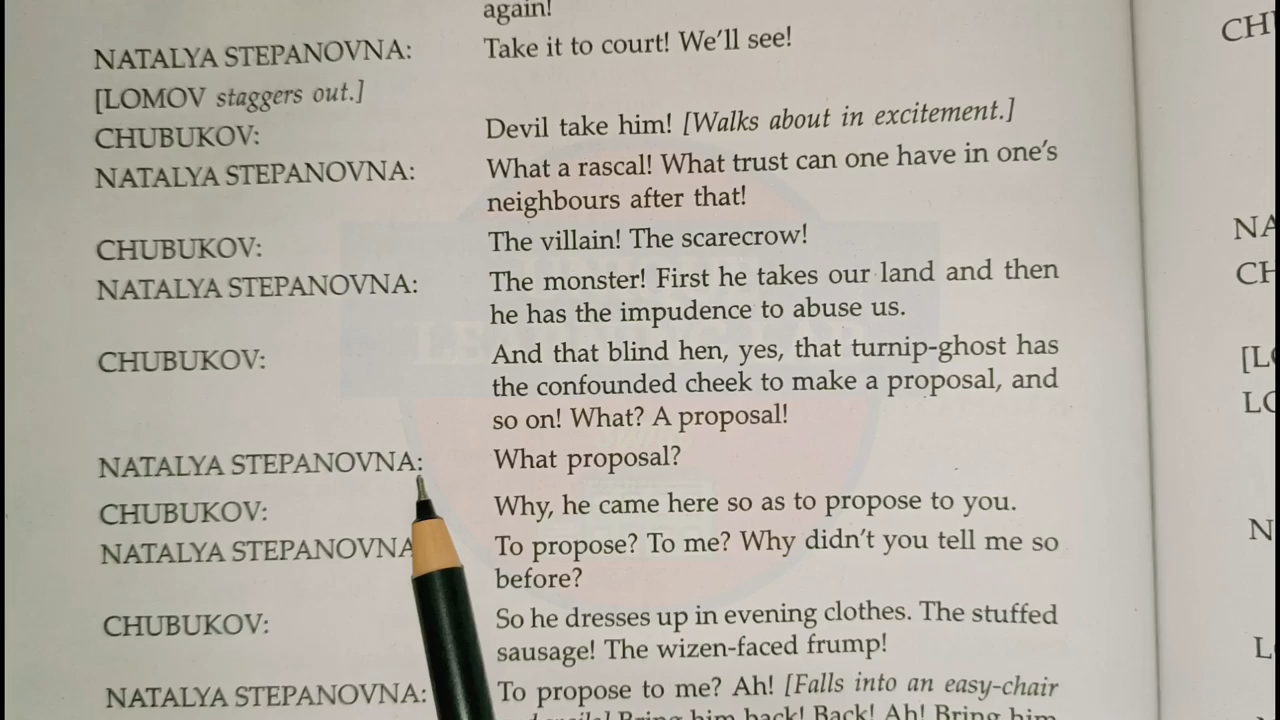 again!
NATALYA STEPANOVNA: Take it to court! We'll see!
[LOMOV staggers out.]
CHUBUKOV: Devil take him! [Walks about in excitement.]
NATALYA STEPANOVNA: What a rascal! What trust can one have in one's
neighbours after that!
CHUBUKOV: The villain! The scarecrow!
NATALYA STEPANOVNA: The monster! First he takes our land and then
he has the impudence to abuse us.
CHUBUKOV: And that blind hen, yes, that turnip-ghost has
the confounded cheek to make a proposal, and
so on! What? A proposal!
NATALYA STEPANOVNA: What proposal?
CHUBUKOV: Why, he came here so as to propose to you.
NATALYA STEPANOVNA To propose? To me? Why didn't you tell me so
before?
CHUBUKOV: So he dresses up in evening clothes. The stuffed
sausage! The wizen-faced frump!
NATALYA STEPANOVNA: To propose to me? Ah! [Falls into an easy-chair
Bring him back! Back! Ah! Bring him